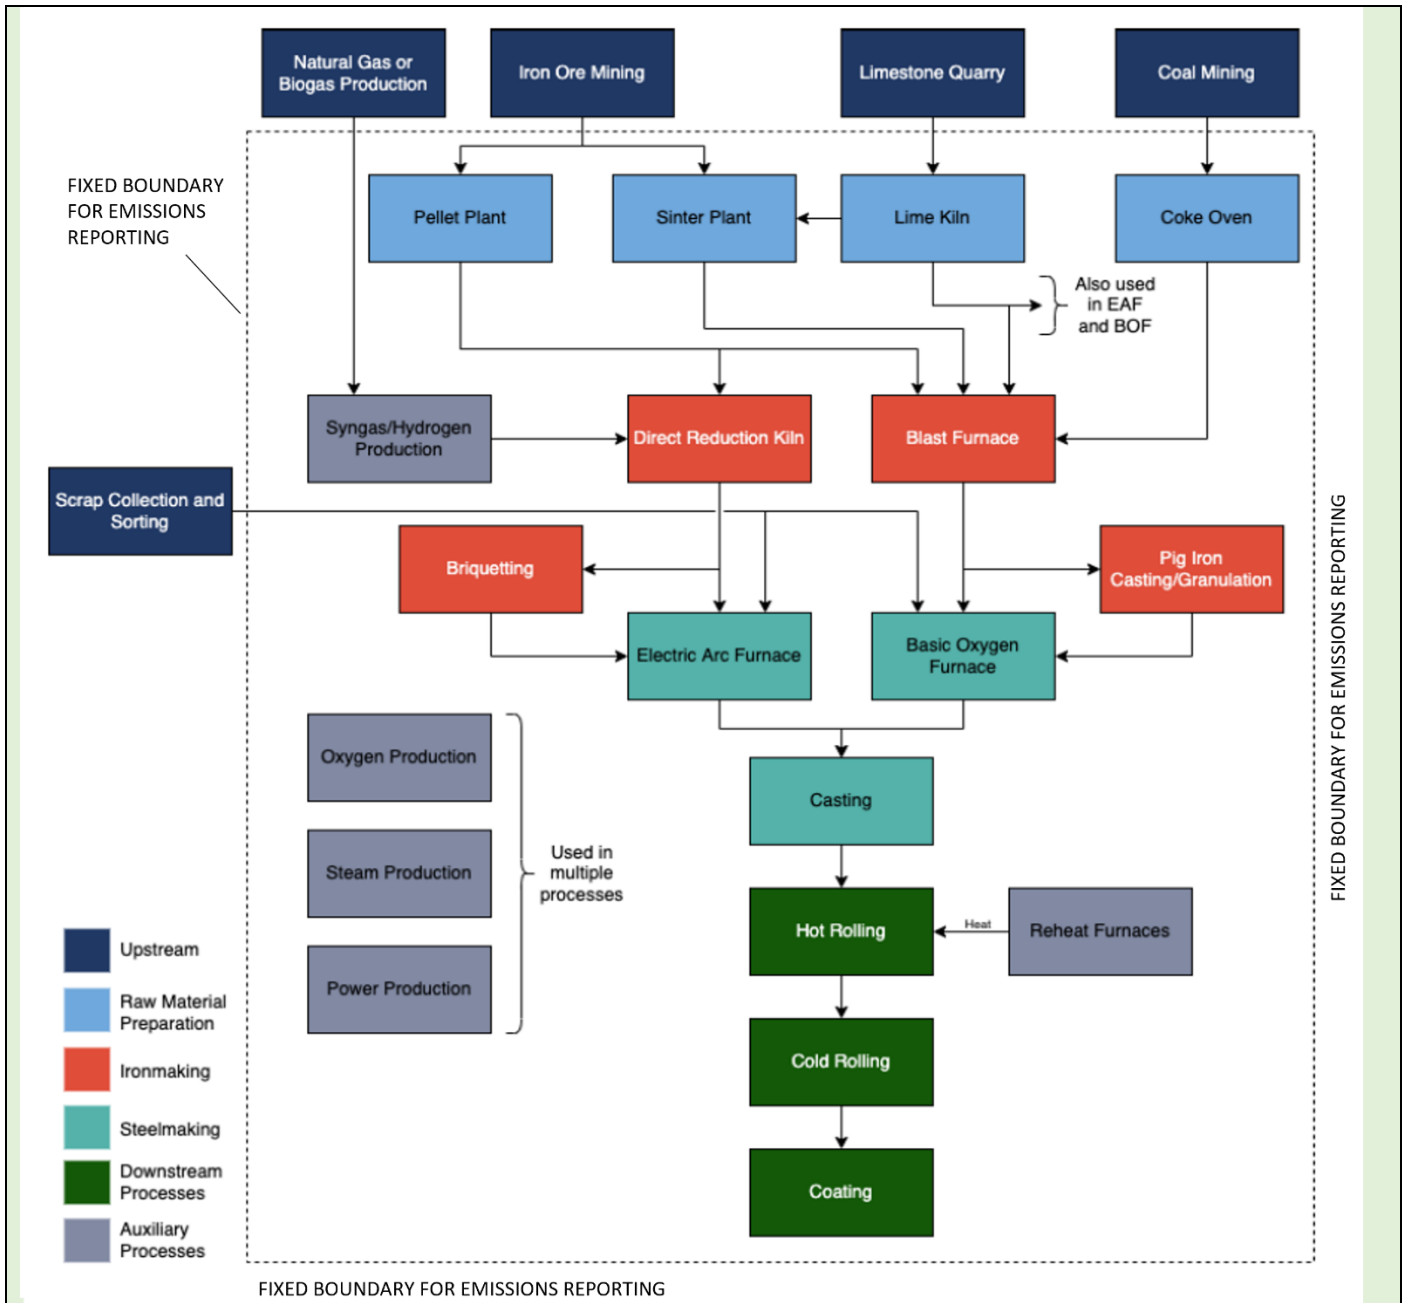 Natural Gas or
Biogas Production
Iron Ore Mining
Limestone Quarry
Coal Mining
FIXED BOUNDARY
FOR EMISSIONS
REPORTING
Pellet Plant
Sinter Plant
Lime Kiln
Coke Oven
Also used
in EAF
and BOF
Syngas/Hydrogen
Production
Direct Reduction Kiln
Blast Furnace
Scrap Collection and
Sorting
Briquetting
Pig Iron
Casting/Granulation
FIXED BOUNDARY FOR EMISSIONS REPORTING
Electric Arc Furnace
Basic Oxygen
Furnace
Oxygen Production
Casting
Steam Production
Used in
multiple
processes
Hot Rolling
Heat
Reheat Furnaces
Power Production
Cold Rolling
Coating
Upstream
Raw Material
Preparation
Ironmaking
Steelmaking
Downstream
Processes
Auxiliary
Processes
FIXED BOUNDARY FOR EMISSIONS REPORTING